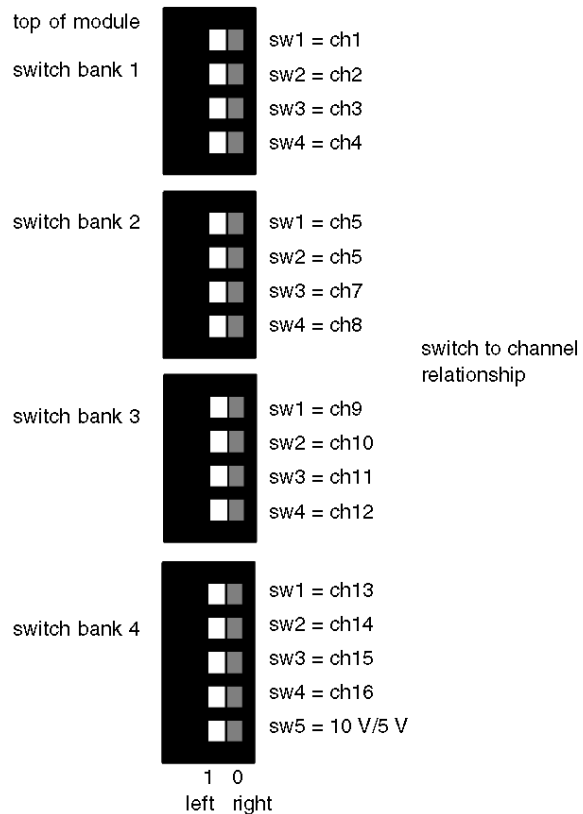 top of module
sw1 = ch1
switch bank 1
sw2 = ch2
sw3 = ch3
sw4 = ch4
switch bank 2
sw1 = ch5
sw2 = ch5
sw3 = ch7
sw4 = ch8
switch to channel
relationship
switch bank 3
sw1 = ch9
sw2 = ch10
sw3 = ch11
sw4 = ch12
switch bank 4
sw1 = ch13
sw2 = ch14
sw3 = ch15
sw4 = ch16
sw5 = 10 V/5 V
1 0
left right